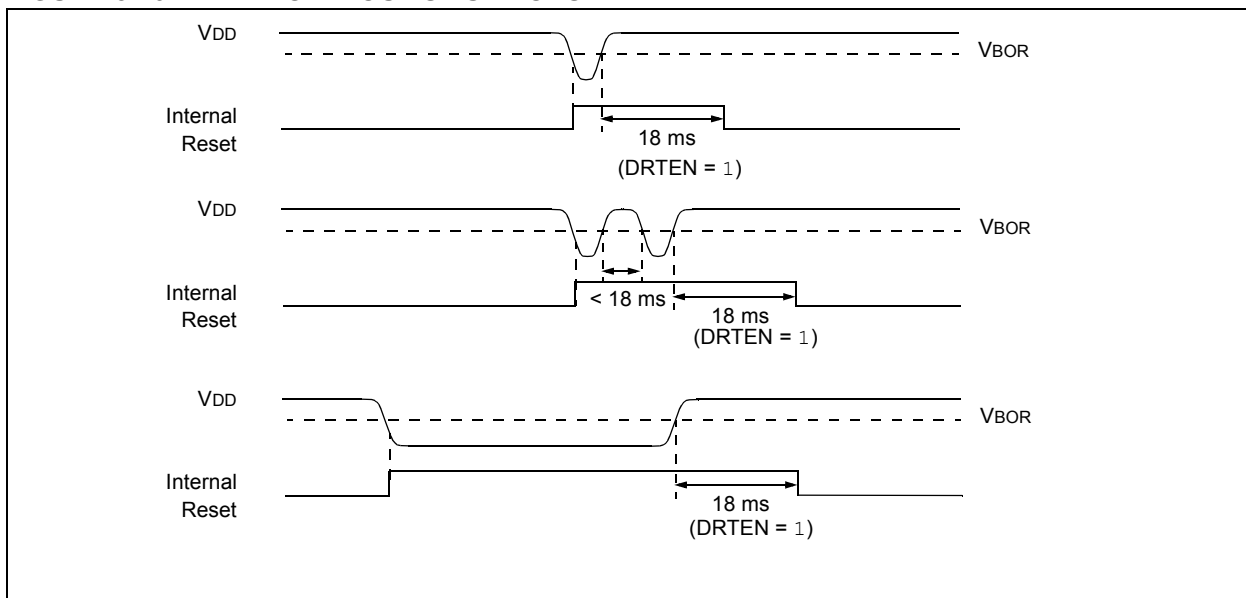 VDD
VBOR
Internal
Reset
18 ms
(DRTEN = 1)
VDD
VBOR
Internal
Reset
< 18 ms
18 ms
(DRTEN = 1)
VDD
VBOR
Internal
Reset
18 ms
(DRTEN = 1)